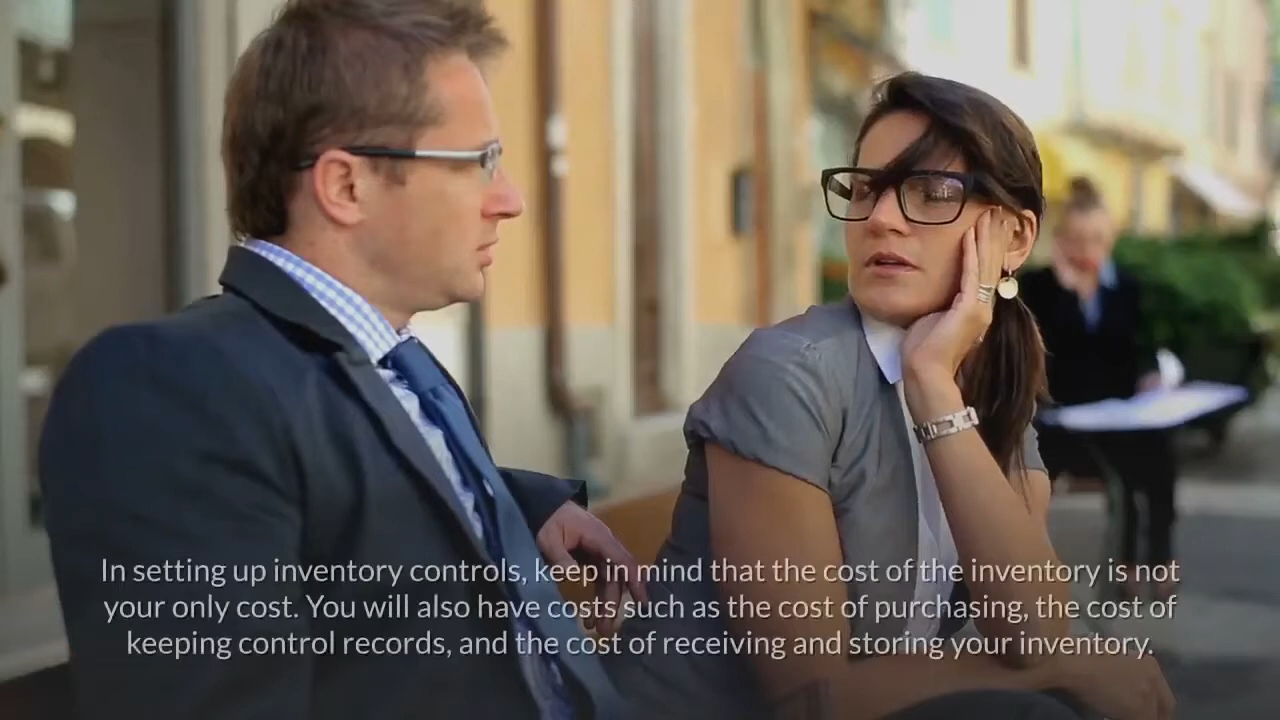 In setting up inventory controls, keep in mind that the cost of the inventory is not
your only cost. You will also have costs such as the cost of purchasing, the cost of
keeping control records, and the cost of receiving and storing your inventory.